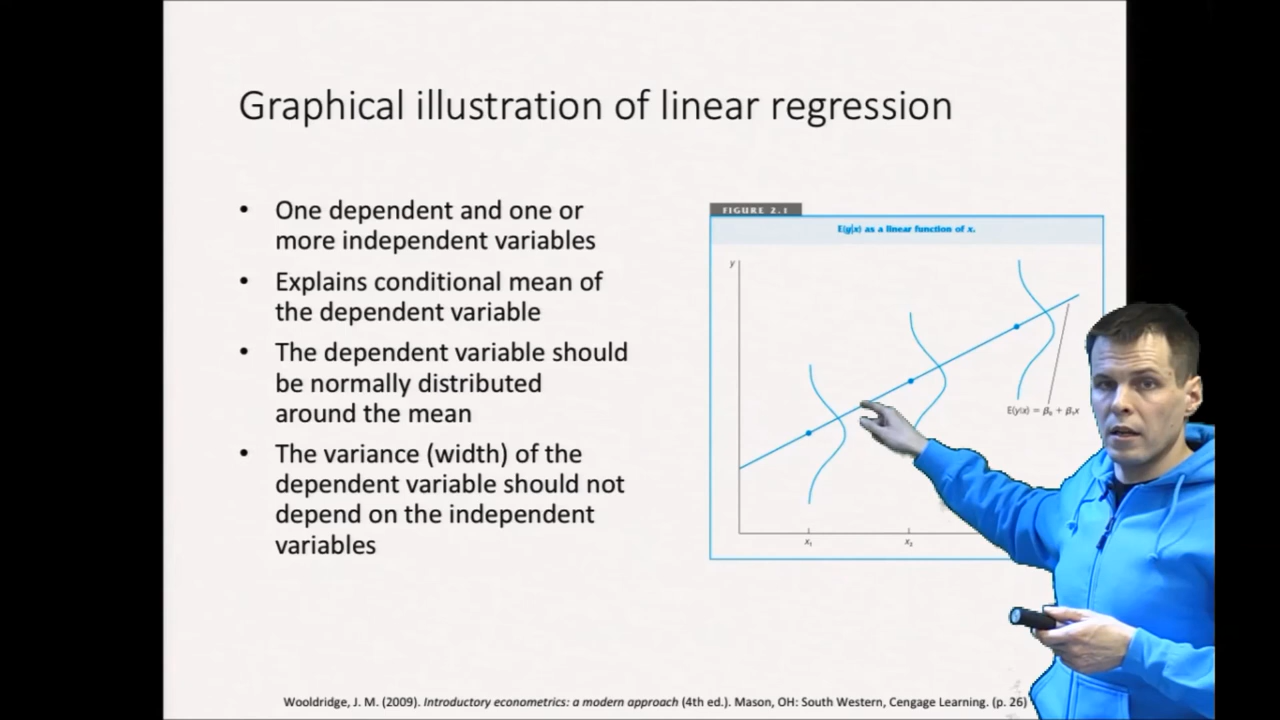 Graphical illustration of linear regression
• One dependent and one or
more independent variables
• Explains conditional mean of
the dependent variable
• The dependent variable should
be normally distributed
around the mean
• The variance (width) of the
dependent variable should not
depend on the independent
variables
FIGURE 2.1
E(y|x) as a linear function of x.
y
E(y|x) = β₀ + β₁x
x₁
x₂
Wooldridge, J. M. (2009). Introductory econometrics: a modern approach (4th ed.). Mason, OH: South Western, Cengage Learning. (p. 26)